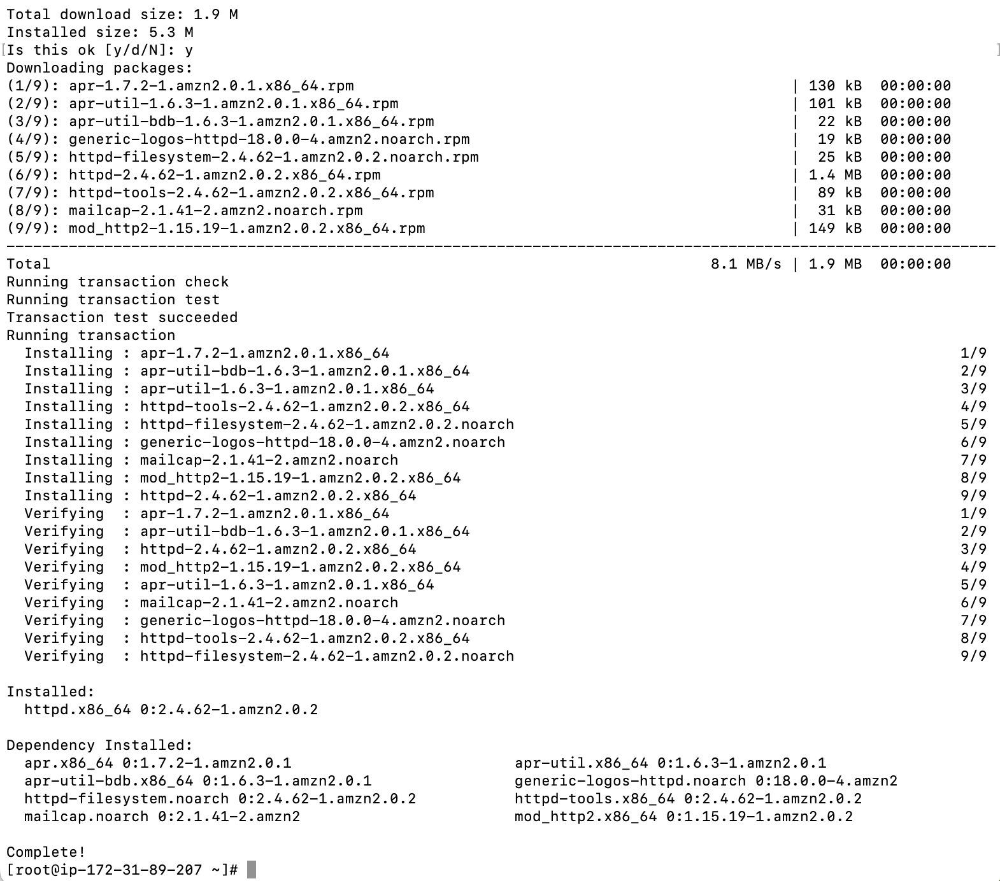 Total download size: 1.9 M
Installed size: 5.3 M
[Is this ok [y/d/N]: y ]
Downloading packages:
(1/9): apr-1.7.2-1.amzn2.0.1.x86_64.rpm | 130 kB 00:00:00
(2/9): apr-util-1.6.3-1.amzn2.0.1.x86_64.rpm | 101 kB 00:00:00
(3/9): apr-util-bdb-1.6.3-1.amzn2.0.1.x86_64.rpm | 22 kB 00:00:00
(4/9): generic-logos-httpd-18.0.0-4.amzn2.noarch.rpm | 19 kB 00:00:00
(5/9): httpd-filesystem-2.4.62-1.amzn2.0.2.noarch.rpm | 25 kB 00:00:00
(6/9): httpd-2.4.62-1.amzn2.0.2.x86_64.rpm | 1.4 MB 00:00:00
(7/9): httpd-tools-2.4.62-1.amzn2.0.2.x86_64.rpm | 89 kB 00:00:00
(8/9): mailcap-2.1.41-2.amzn2.noarch.rpm | 31 kB 00:00:00
(9/9): mod_http2-1.15.19-1.amzn2.0.2.x86_64.rpm | 149 kB 00:00:00
---------------------------------------------------------------------------------------------------------------
Total 8.1 MB/s | 1.9 MB 00:00:00
Running transaction check
Running transaction test
Transaction test succeeded
Running transaction
Installing : apr-1.7.2-1.amzn2.0.1.x86_64 1/9
Installing : apr-util-bdb-1.6.3-1.amzn2.0.1.x86_64 2/9
Installing : apr-util-1.6.3-1.amzn2.0.1.x86_64 3/9
Installing : httpd-tools-2.4.62-1.amzn2.0.2.x86_64 4/9
Installing : httpd-filesystem-2.4.62-1.amzn2.0.2.noarch 5/9
Installing : generic-logos-httpd-18.0.0-4.amzn2.noarch 6/9
Installing : mailcap-2.1.41-2.amzn2.noarch 7/9
Installing : mod_http2-1.15.19-1.amzn2.0.2.x86_64 8/9
Installing : httpd-2.4.62-1.amzn2.0.2.x86_64 9/9
Verifying : apr-1.7.2-1.amzn2.0.1.x86_64 1/9
Verifying : apr-util-bdb-1.6.3-1.amzn2.0.1.x86_64 2/9
Verifying : httpd-2.4.62-1.amzn2.0.2.x86_64 3/9
Verifying : mod_http2-1.15.19-1.amzn2.0.2.x86_64 4/9
Verifying : apr-util-1.6.3-1.amzn2.0.1.x86_64 5/9
Verifying : mailcap-2.1.41-2.amzn2.noarch 6/9
Verifying : generic-logos-httpd-18.0.0-4.amzn2.noarch 7/9
Verifying : httpd-tools-2.4.62-1.amzn2.0.2.x86_64 8/9
Verifying : httpd-filesystem-2.4.62-1.amzn2.0.2.noarch 9/9
Installed:
httpd.x86_64 0:2.4.62-1.amzn2.0.2
Dependency Installed:
apr.x86_64 0:1.7.2-1.amzn2.0.1 apr-util.x86_64 0:1.6.3-1.amzn2.0.1
apr-util-bdb.x86_64 0:1.6.3-1.amzn2.0.1 generic-logos-httpd.noarch 0:18.0.0-4.amzn2
httpd-filesystem.noarch 0:2.4.62-1.amzn2.0.2 httpd-tools.x86_64 0:2.4.62-1.amzn2.0.2
mailcap.noarch 0:2.1.41-2.amzn2 mod_http2.x86_64 0:1.15.19-1.amzn2.0.2
Complete!
[root@ip-172-31-89-207 ~]#